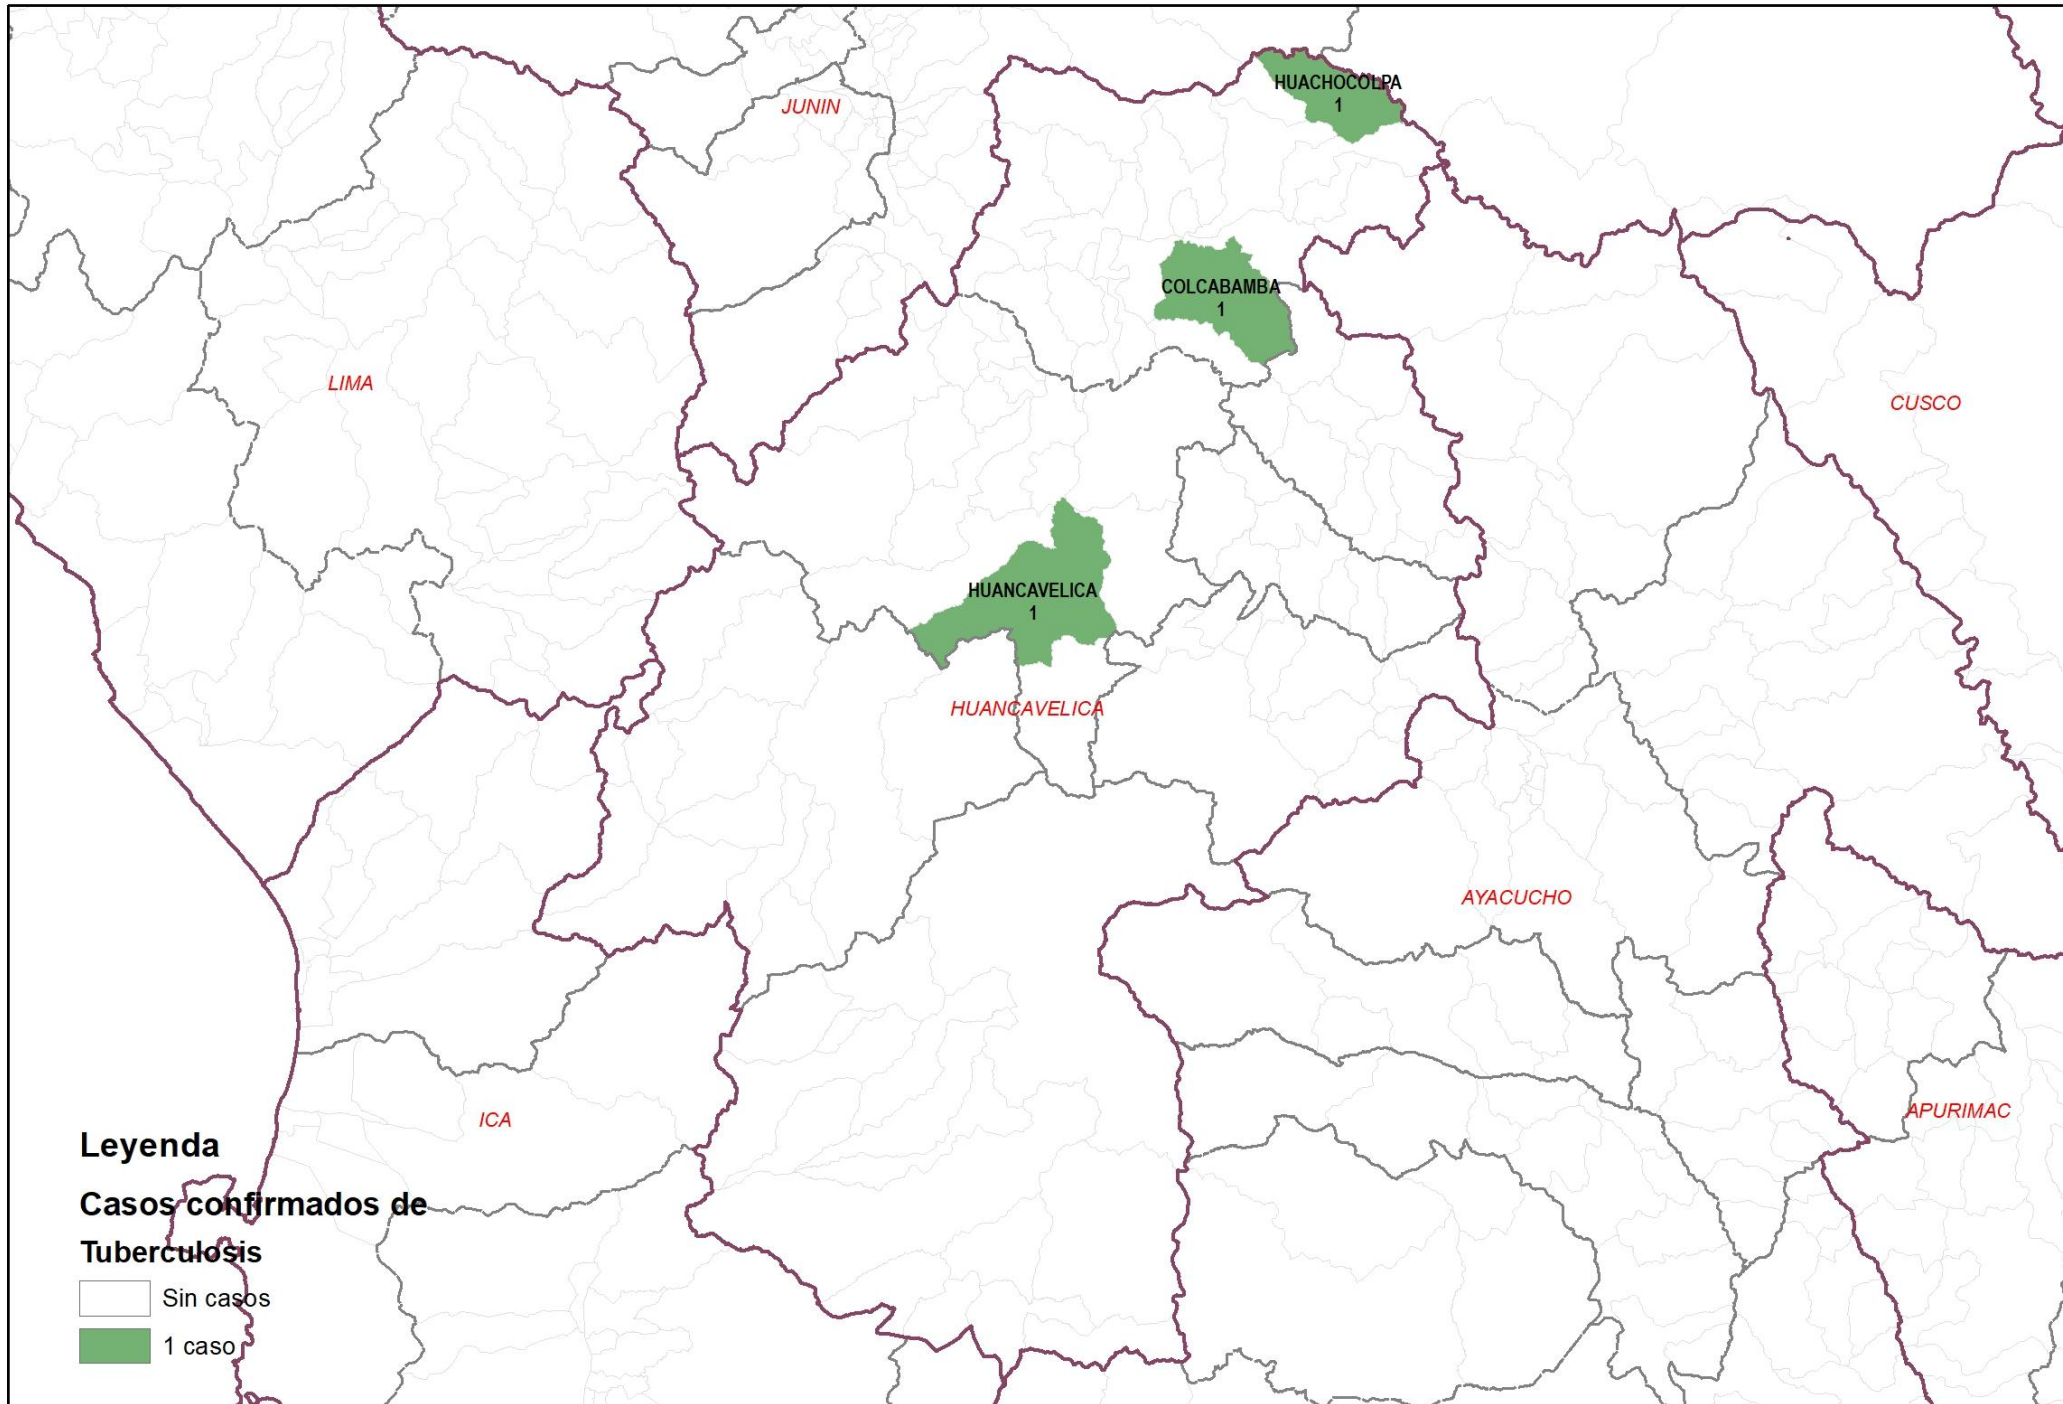 HUACHOCOLPA
1
JUNIN
COLCABAMBA
1
LIMA
CUSCO
HUANCAVELICA
1
HUANCAVELICA
AYACUCHO
ICA
APURIMAC
Leyenda
Casos confirmados de
Tuberculosis
Sin casos
1 caso